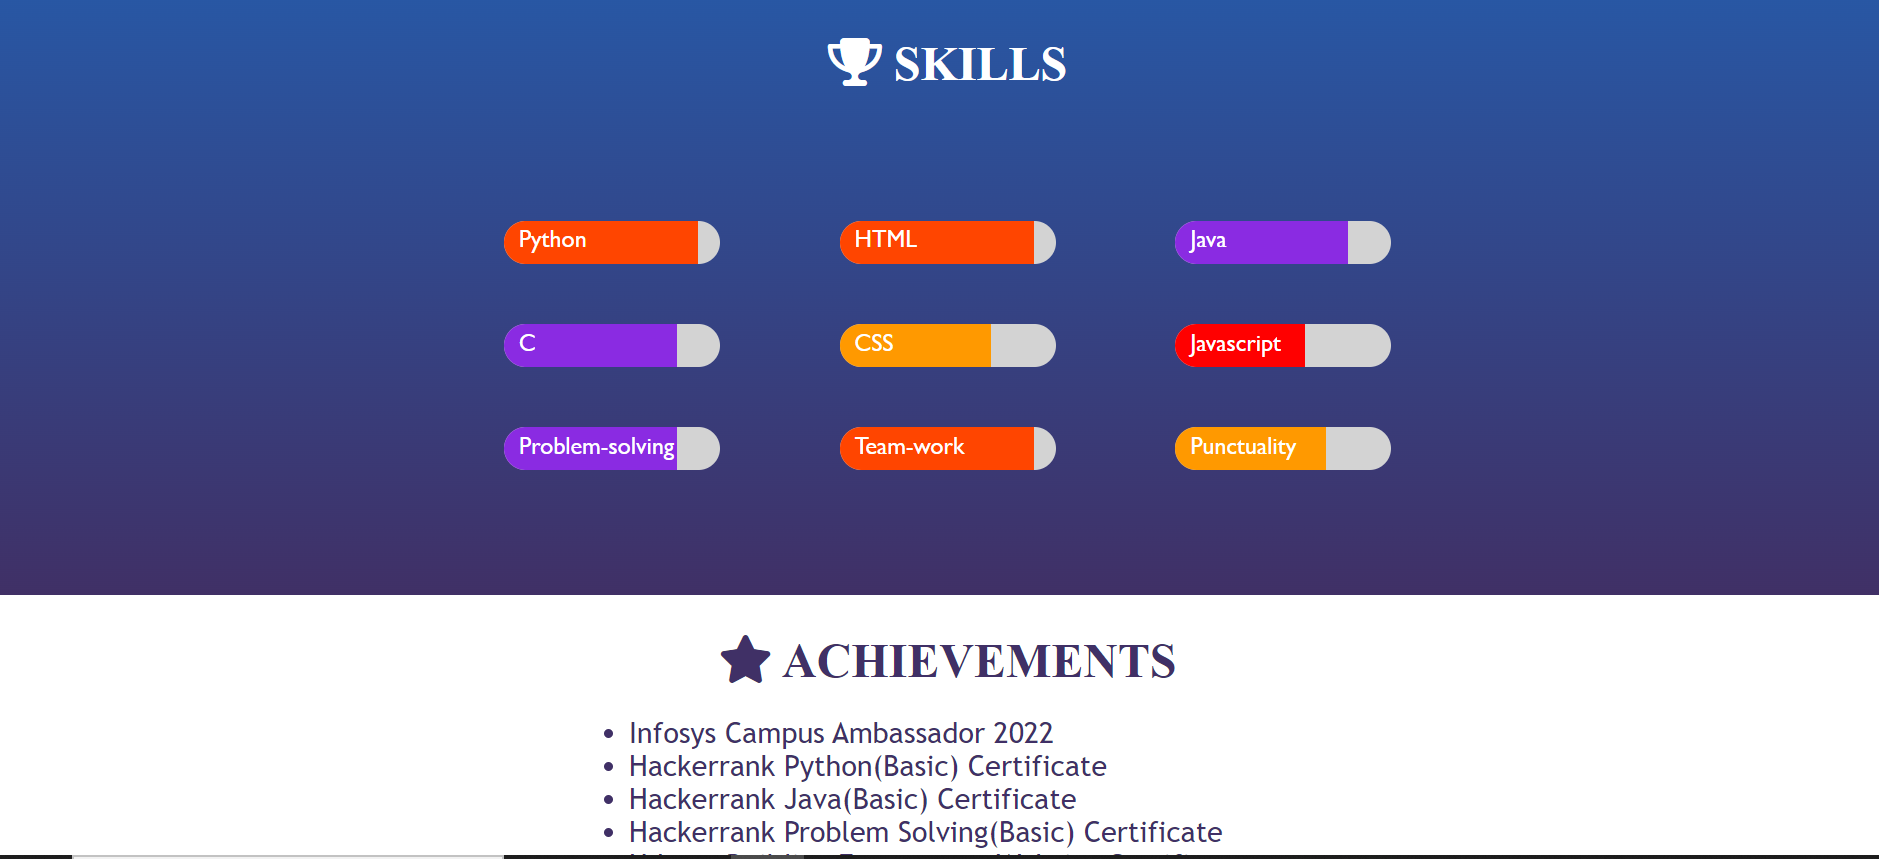 SKILLS
Python HTML Java
C CSS Javascript
Problem-solving Team-work Punctuality
ACHIEVEMENTS
• Infosys Campus Ambassador 2022
• Hackerrank Python(Basic) Certificate
• Hackerrank Java(Basic) Certificate
• Hackerrank Problem Solving(Basic) Certificate